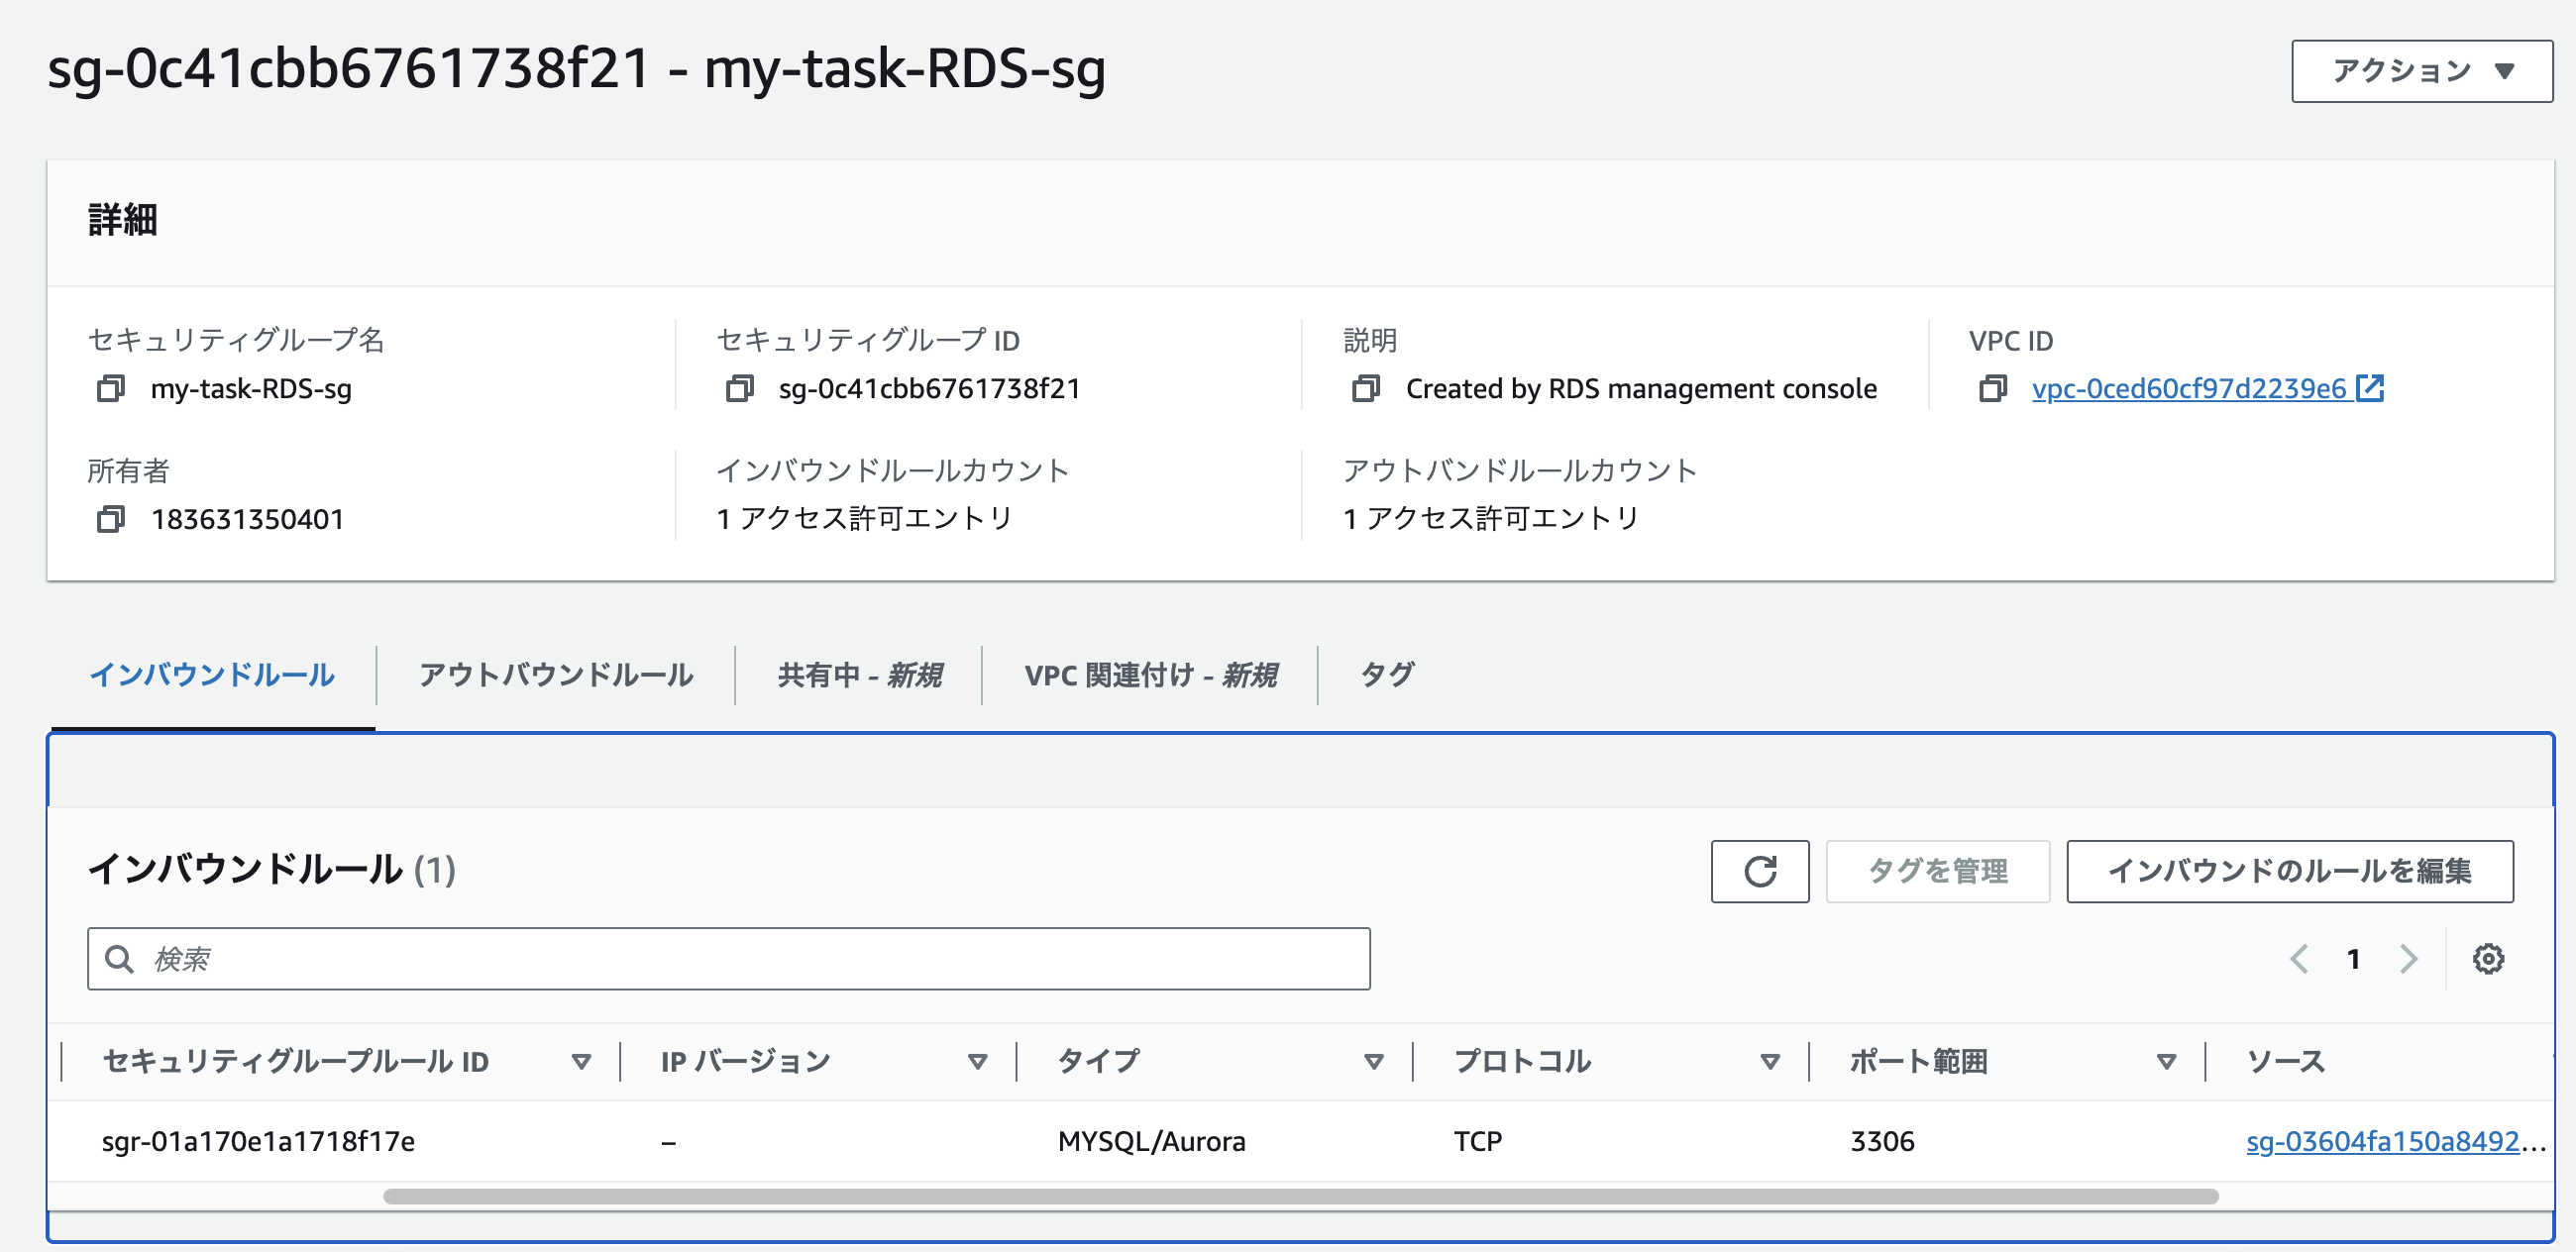 sg-0c41cbb6761738f21 - my-task-RDS-sg
アクション
詳細
セキュリティグループ名
my-task-RDS-sg
セキュリティグループ ID
sg-0c41cbb6761738f21
説明
Created by RDS management console
VPC ID
vpc-0ced60cf97d2239e6
所有者
183631350401
インバウンドルールカウント
1 アクセス許可エントリ
アウトバンドルールカウント
1 アクセス許可エントリ
インバウンドルール
アウトバウンドルール
共有中 - 新規
VPC 関連付け - 新規
タグ
インバウンドルール (1)
タグを管理
インバウンドのルールを編集
検索
1
セキュリティグループルール ID
IP バージョン
タイプ
プロトコル
ポート範囲
ソース
sgr-01a170e1a1718f17e
–
MYSQL/Aurora
TCP
3306
sg-03604fa150a8492...